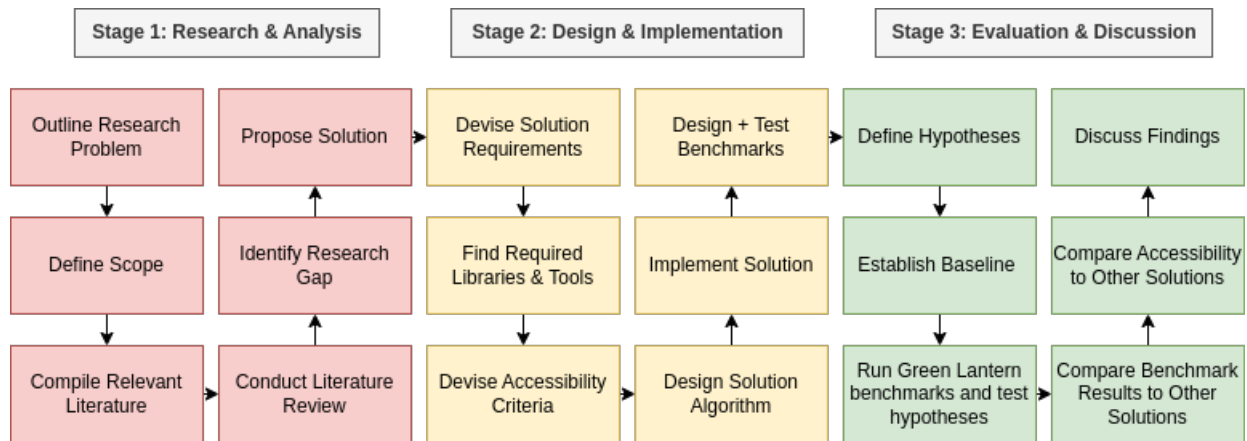 Stage 1: Research & Analysis
Stage 2: Design & Implementation
Stage 3: Evaluation & Discussion
Outline Research
Problem
Propose Solution
Devise Solution
Requirements
Design + Test
Benchmarks
Define Hypotheses
Discuss Findings
Define Scope
Identify Research
Gap
Find Required
Libraries & Tools
Implement Solution
Establish Baseline
Compare Accessibility
to Other Solutions
Compile Relevant
Literature
Conduct Literature
Review
Devise Accessibility
Criteria
Design Solution
Algorithm
Run Green Lantern
benchmarks and test
hypotheses
Compare Benchmark
Results to Other
Solutions